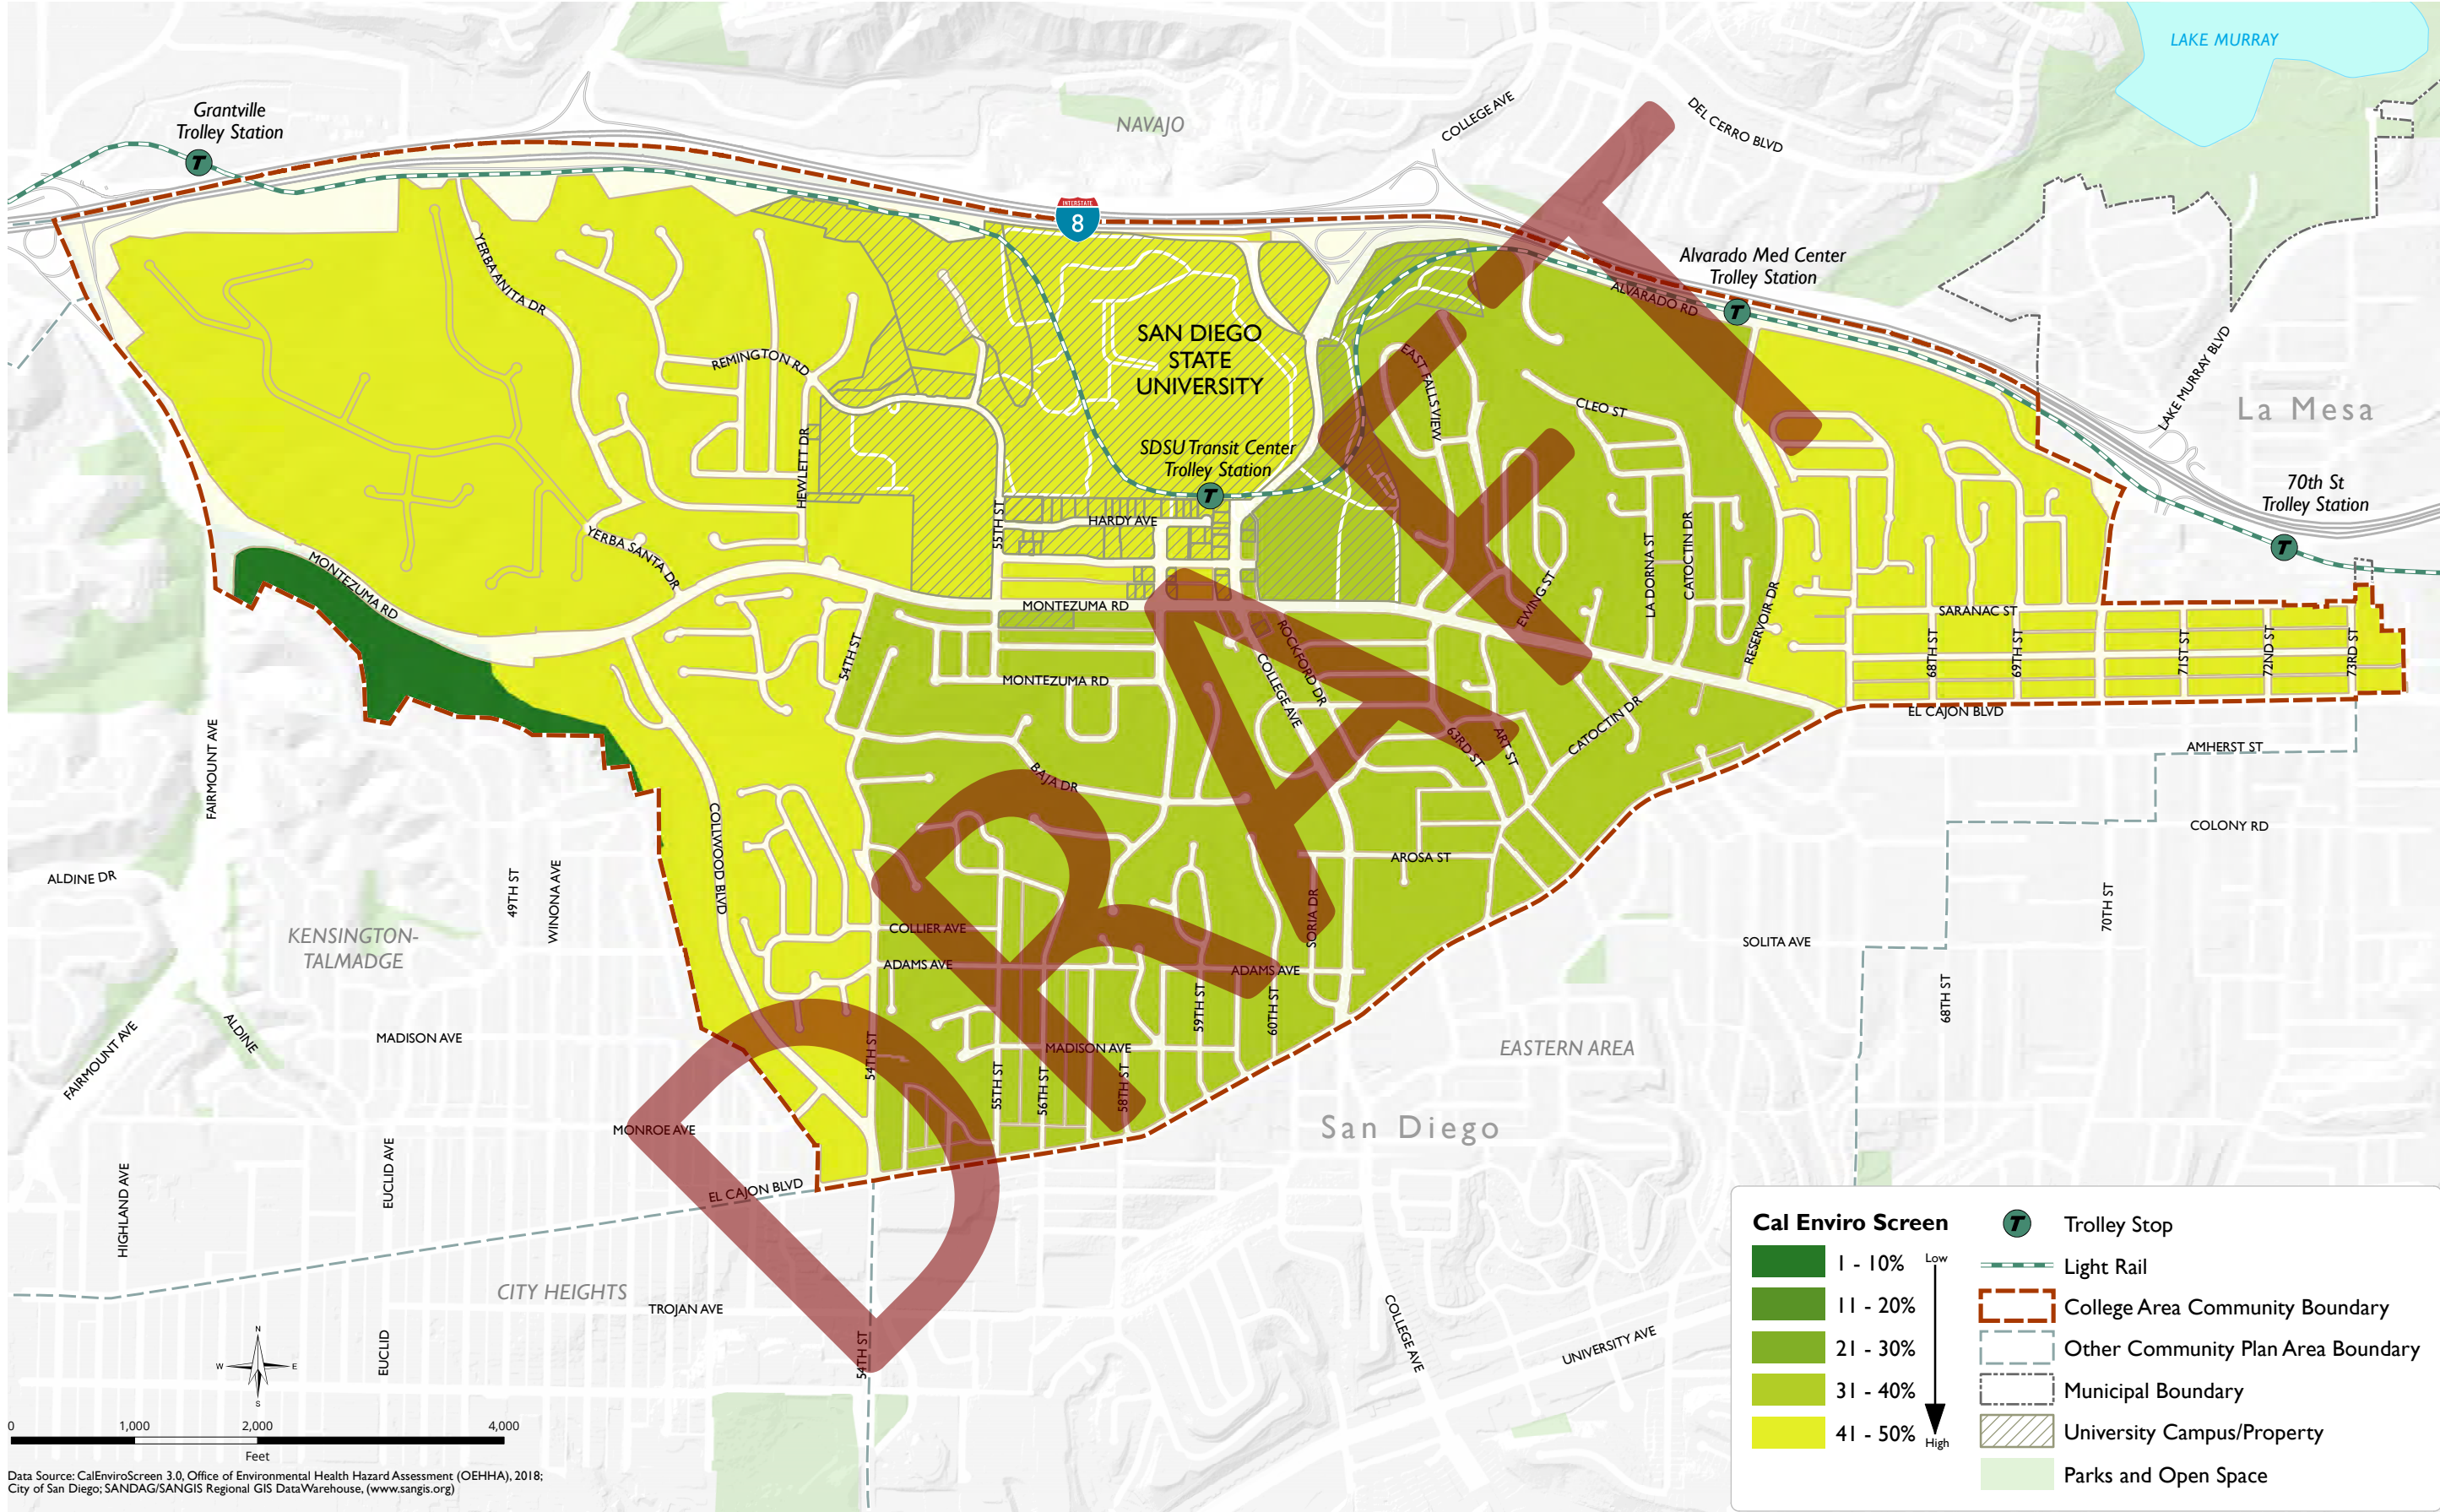 LAKE MURRAY
Grantville
Trolley Station
T
NAVAJO
COLLEGE AVE
DEL CERRO BLVD
INTERSTATE
8
Alvarado Med Center
Trolley Station
T
ALVARADO RD
YERBA ANITA DR
REMINGTON RD
SAN DIEGO
STATE
UNIVERSITY
EAST FALLS VIEW
CLEO ST
LAKE MURRAY BLVD
La Mesa
HEWLETT DR
SDSU Transit Center
Trolley Station
T
70th St
Trolley Station
T
55TH ST
HARDY AVE
YERBA SANTA DR
MONTEZUMA RD
MONTEZUMA RD
EWING ST
LA DORNA ST
CATOCTIN DR
RESERVOIR DR
SARANAC ST
54TH ST
MONTEZUMA RD
COLLEGE AVE
ROCKFORD DR
68TH ST
69TH ST
71ST ST
72ND ST
73RD ST
EL CAJON BLVD
FAIRMOUNT AVE
63RD ST
ART ST
CATOCTIN DR
AMHERST ST
BAJA DR
COLLWOOD BLVD
COLONY RD
ALDINE DR
49TH ST
WINONA AVE
AROSA ST
70TH ST
KENSINGTON-
TALMADGE
COLLIER AVE
SORIA DR
SOLITA AVE
ADAMS AVE
ADAMS AVE
68TH ST
FAIRMOUNT AVE
ALDINE
MADISON AVE
54TH ST
59TH ST
60TH ST
MADISON AVE
EASTERN AREA
55TH ST
56TH ST
58TH ST
San Diego
MONROE AVE
HIGHLAND AVE
EUCLID AVE
EL CAJON BLVD
CITY HEIGHTS
TROJAN AVE
EUCLID
54TH ST
COLLEGE AVE
UNIVERSITY AVE
DRAFT
N
W
E
S
0 1,000 2,000 4,000
Feet
Data Source: CalEnviroScreen 3.0, Office of Environmental Health Hazard Assessment (OEHHA), 2018;
City of San Diego; SANDAG/SANGIS Regional GIS Data Warehouse, (www.sangis.org)
Cal Enviro Screen
1 - 10%
Low
11 - 20%
21 - 30%
31 - 40%
41 - 50%
High
T
Trolley Stop
Light Rail
College Area Community Boundary
Other Community Plan Area Boundary
Municipal Boundary
University Campus/Property
Parks and Open Space